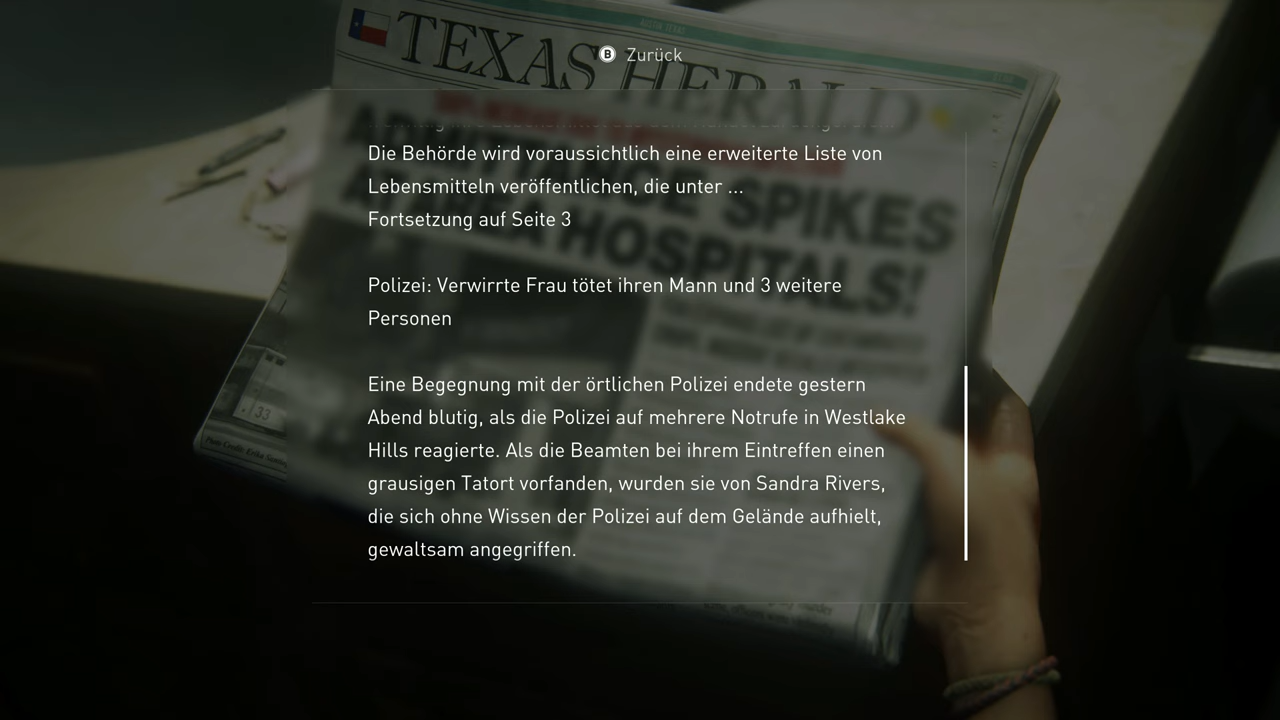 TEXAS HERALD
B Zurück
Die Behörde wird voraussichtlich eine erweiterte Liste von
Lebensmitteln veröffentlichen, die unter ...
Fortsetzung auf Seite 3
Polizei: Verwirrte Frau tötet ihren Mann und 3 weitere
Personen
Eine Begegnung mit der örtlichen Polizei endete gestern
Abend blutig, als die Polizei auf mehrere Notrufe in Westlake
Hills reagierte. Als die Beamten bei ihrem Eintreffen einen
grausigen Tatort vorfanden, wurden sie von Sandra Rivers,
die sich ohne Wissen der Polizei auf dem Gelände aufhielt,
gewaltsam angegriffen.
SPIKES
HOSPITALS!
33